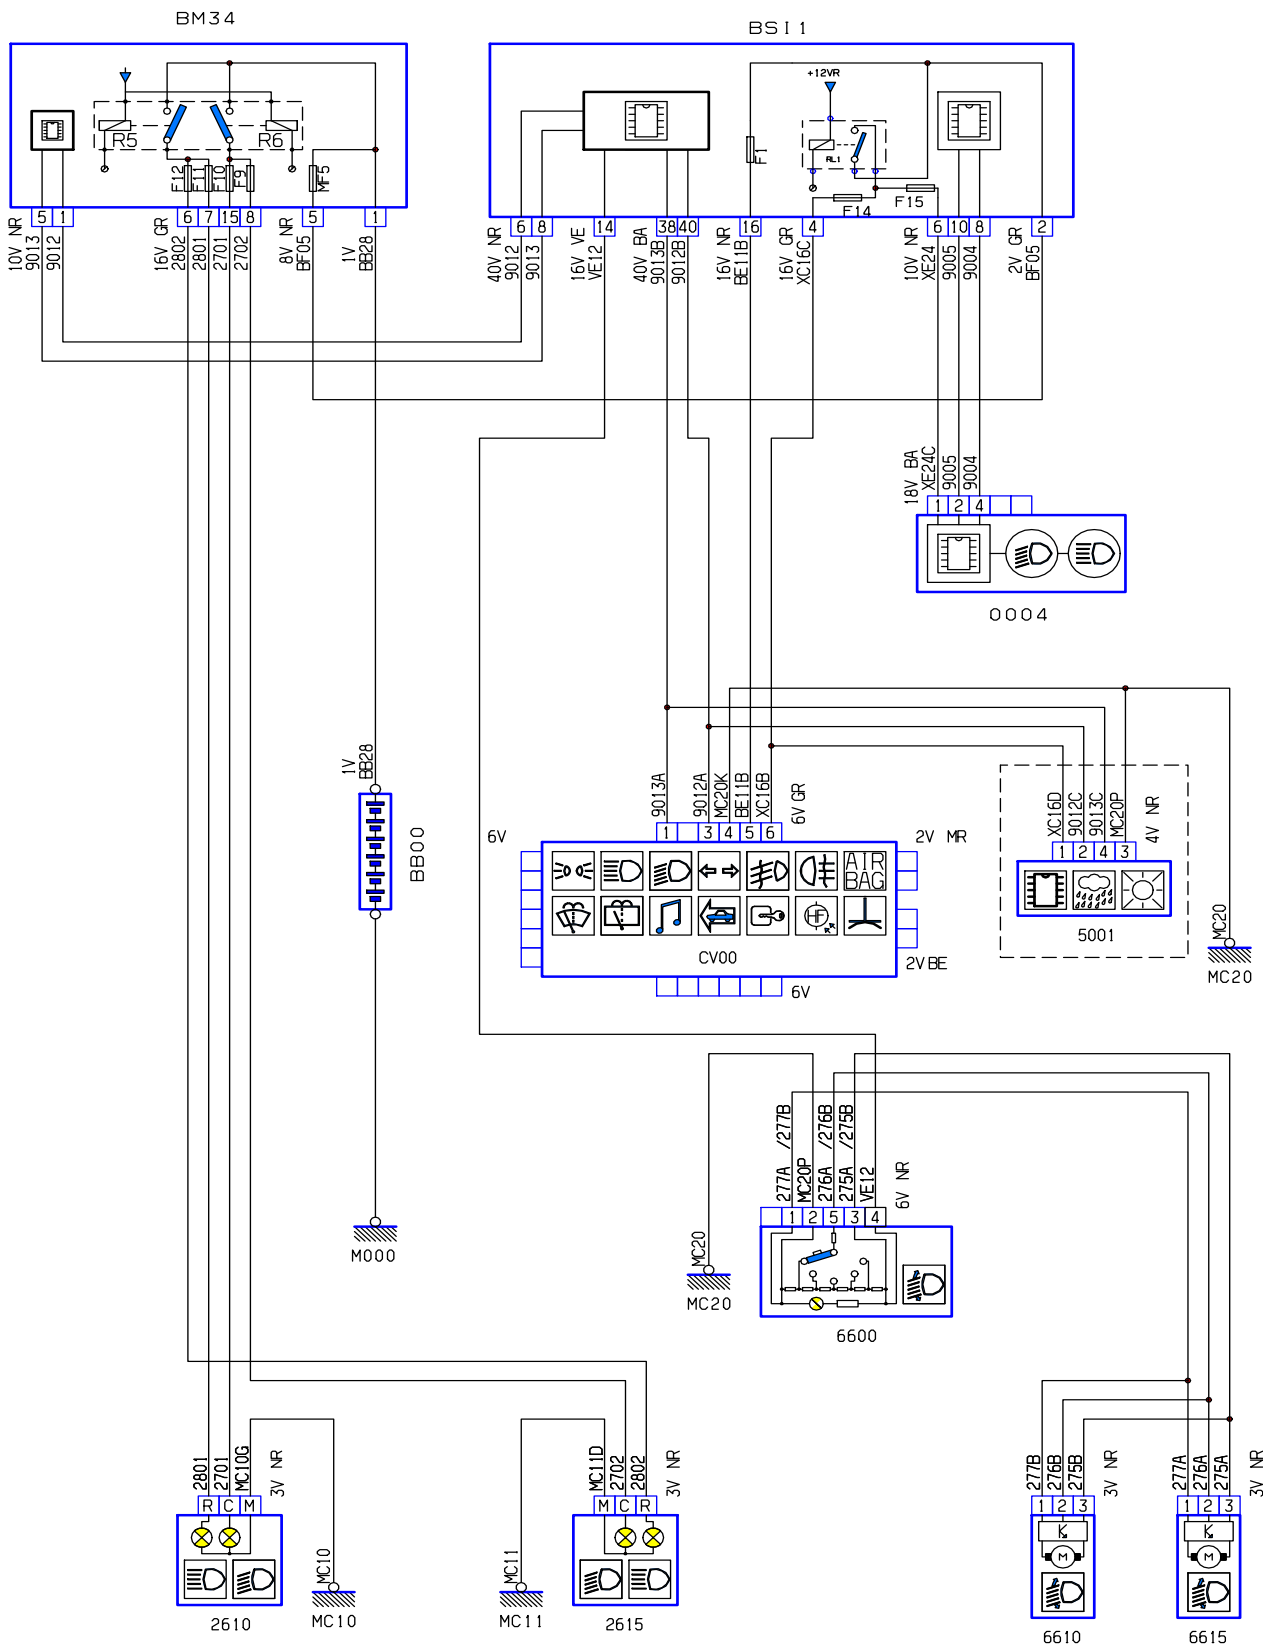 BM34
BSI1
+12VR
R5
R6
RL1
F12
F11
F10
F9
MF5
F1
F14
F15
5 1
6 7 15 8
5
1
6 8
14
38 40
16
4
6 10 8
2
10V NR
9013
9012
16V GR
2802
2801
2701
2702
8V NR
BF05
1V
BB28
40V NR
9012
9013
16V VE
VE12
40V BA
9013B
9012B
16V NR
BE11B
16V GR
XC16C
10V NR
XE24
9005
9004
2V GR
BF05
18V BA
XE24C
9005
9004
1 2 4
0004
1V
BB28
BB00
M000
9013A
9012A
MC20K
BE11B
XC16B
6V GR
6V
1 3 4 5 6
2V MR
AIR
BAG
HF
CV00
2V BE
6V
XC16D
9012C
9013C
MC20P
4V NR
1 2 4 3
5001
MC20
MC20
277A /277B
MC20P
276A /276B
275A /275B
VE12
6V NR
1 2 5 3 4
MC20
MC20
6600
2801
2701
MC10G
3V NR
R C M
2610
MC10
MC10
MC11
MC11
MC11D
2702
2802
3V NR
M C R
2615
277B
276B
275B
3V NR
1 2 3
M
6610
277A
276A
275A
3V NR
1 2 3
M
6615